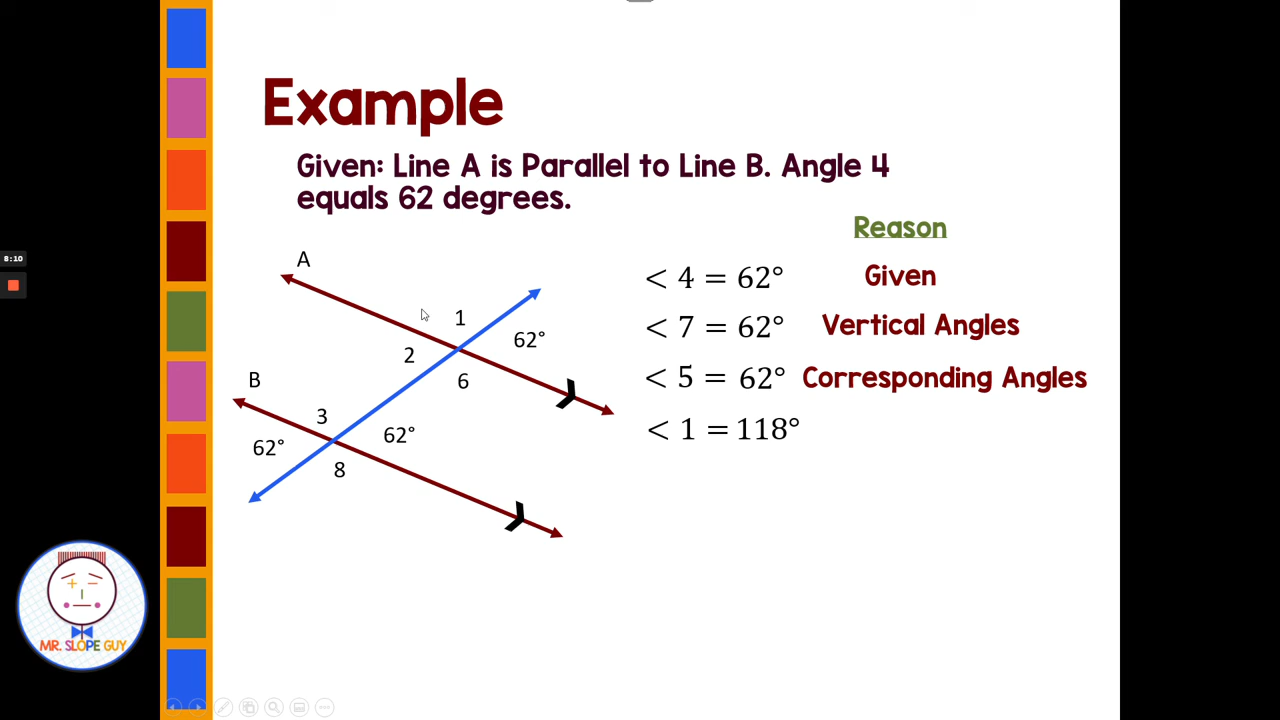 Example
Given: Line A is Parallel to Line B. Angle 4
equals 62 degrees.
Reason
< 4 = 62° Given
< 7 = 62° Vertical Angles
< 5 = 62° Corresponding Angles
< 1 = 118°
A
1
62°
2
6
B
3
62°
62°
8
8:10
MR. SLOPE GUY